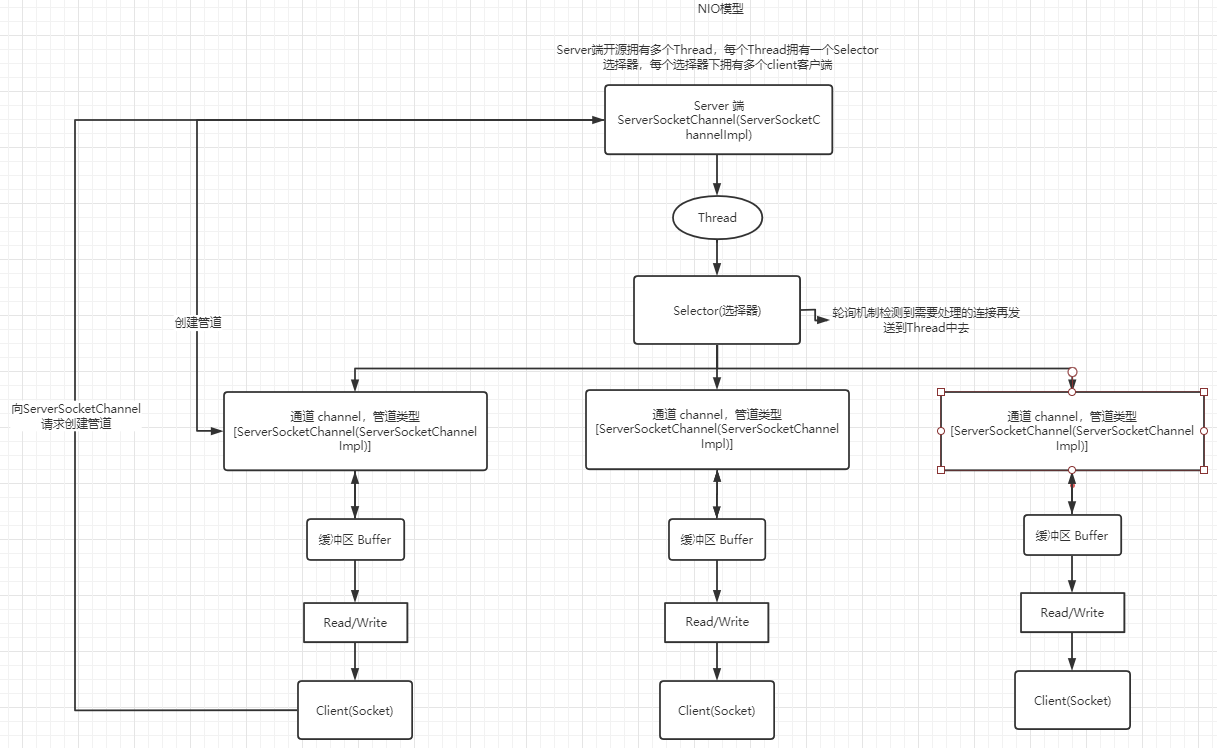 NIO模型
Server端开源拥有多个Thread，每个Thread拥有一个Selector
选择器，每个选择器下拥有多个client客户端
Server 端
ServerSocketChannel(ServerSocketC
hannelImpl)
Thread
Selector(选择器)
轮询机制检测到需要处理的连接再发
送到Thread中去
创建管道
向ServerSocketChannel
请求创建管道
通道 channel，管道类型
[ServerSocketChannel(ServerSocketChannel
Impl)]
通道 channel，管道类型
[ServerSocketChannel(ServerSocketChannel
Impl)]
通道 channel，管道类型
[ServerSocketChannel(ServerSocketChannel
Impl)]
缓冲区 Buffer
缓冲区 Buffer
缓冲区 Buffer
Read/Write
Read/Write
Read/Write
Client(Socket)
Client(Socket)
Client(Socket)